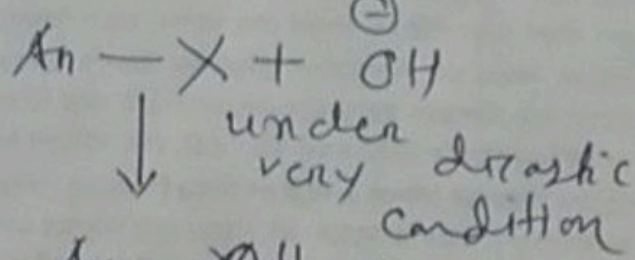 Ar — X + ⊖OH
under
very drastic
condition